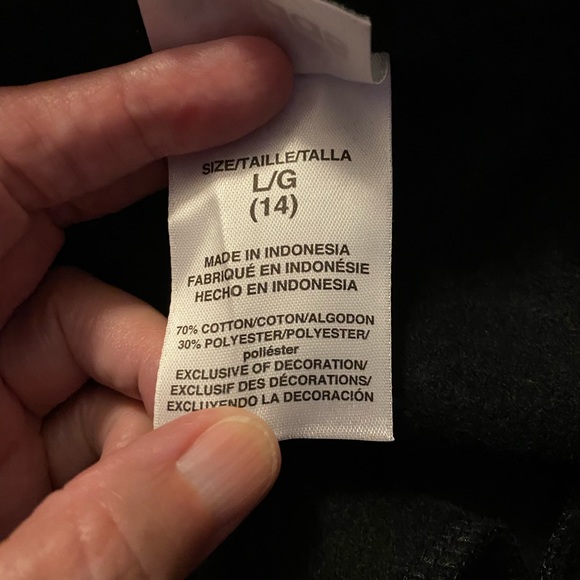 SIZE/TAILLE/TALLA
L/G
(14)
MADE IN INDONESIA
FABRIQUÉ EN INDONÉSIE
HECHO EN INDONESIA
70% COTTON/COTON/ALGODON
30% POLYESTER/POLYESTER/
poliéster
EXCLUSIVE OF DECORATION/
EXCLUSIF DES DÉCORATIONS/
EXCLUYENDO LA DECORACIÓN